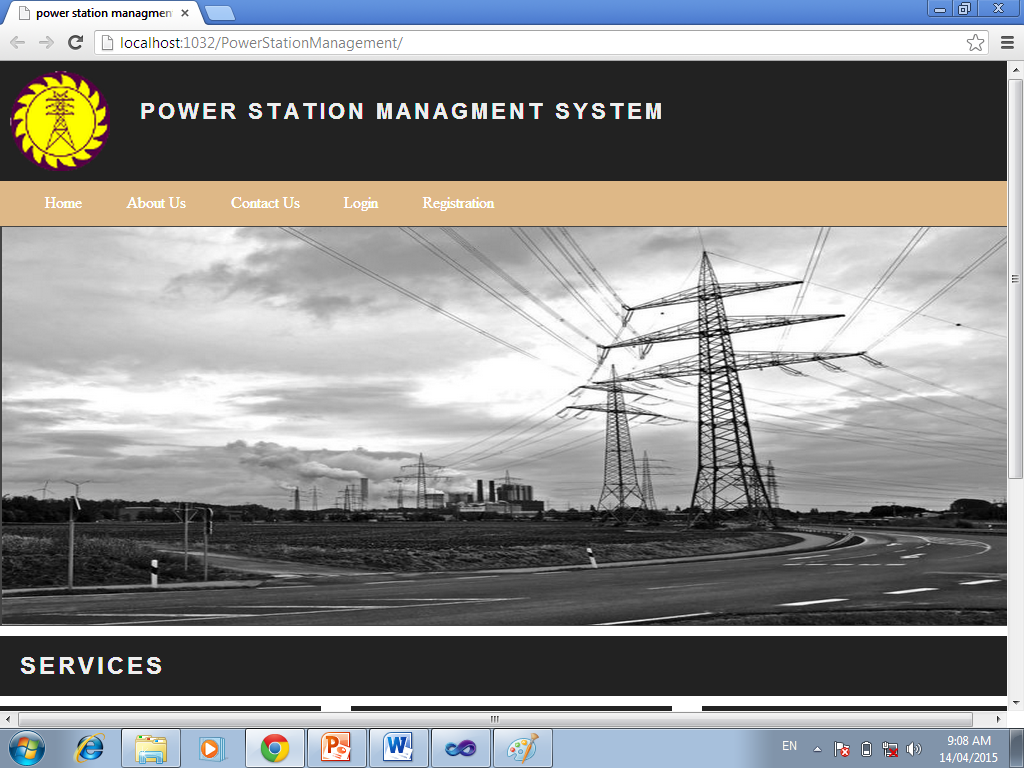 power station managmen
localhost:1032/PowerStationManagement/
POWER STATION MANAGMENT SYSTEM
Home About Us Contact Us Login Registration
SERVICES
EN
9:08 AM
14/04/2015